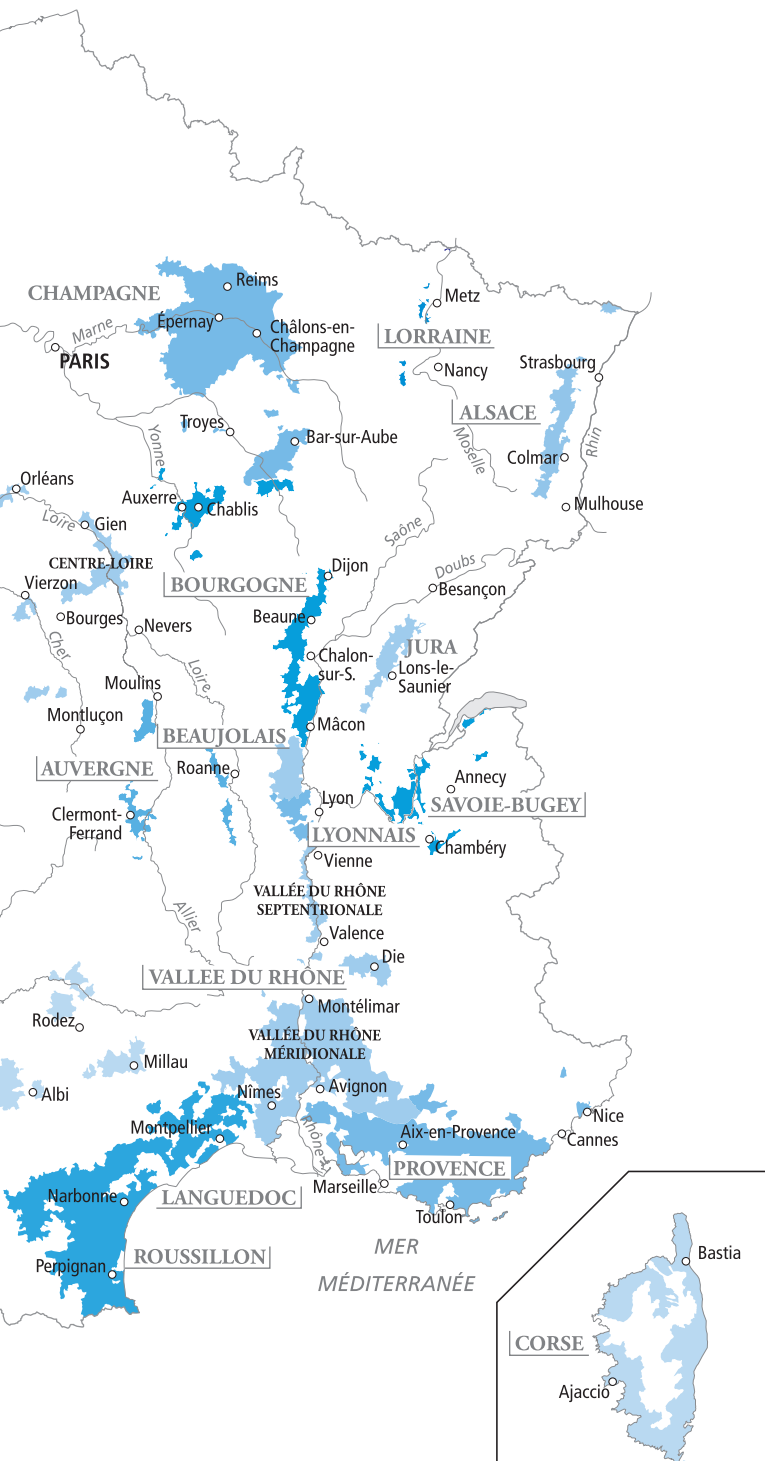 Reims
CHAMPAGNE
Metz
Épernay
Marne
Châlons-en-
Champagne
LORRAINE
PARIS
Nancy
Strasbourg
ALSACE
Troyes
Bar-sur-Aube
Yonne
Moselle
Rhin
Colmar
Orléans
Auxerre
Chablis
Mulhouse
Loire
Gien
Saône
CENTRE-LOIRE
Dijon
Doubs
Vierzon
BOURGOGNE
Besançon
Bourges
Nevers
Beaune
Cher
JURA
Chalon-
sur-S.
Lons-le-
Saunier
Loire
Moulins
Montluçon
Mâcon
BEAUJOLAIS
AUVERGNE
Roanne
Annecy
Lyon
SAVOIE-BUGEY
Clermont-
Ferrand
LYONNAIS
Chambéry
Vienne
VALLÉE DU RHÔNE
SEPTENTRIONALE
Allier
Valence
Die
VALLEE DU RHÔNE
Montélimar
Rodez
VALLÉE DU RHÔNE
MÉRIDIONALE
Millau
Albi
Nîmes
Avignon
Nice
Montpellier
Rhône
Aix-en-Provence
Cannes
PROVENCE
Marseille
Narbonne
LANGUEDOC
Toulon
MER
MÉDITERRANÉE
Perpignan
ROUSSILLON
Bastia
CORSE
Ajaccio